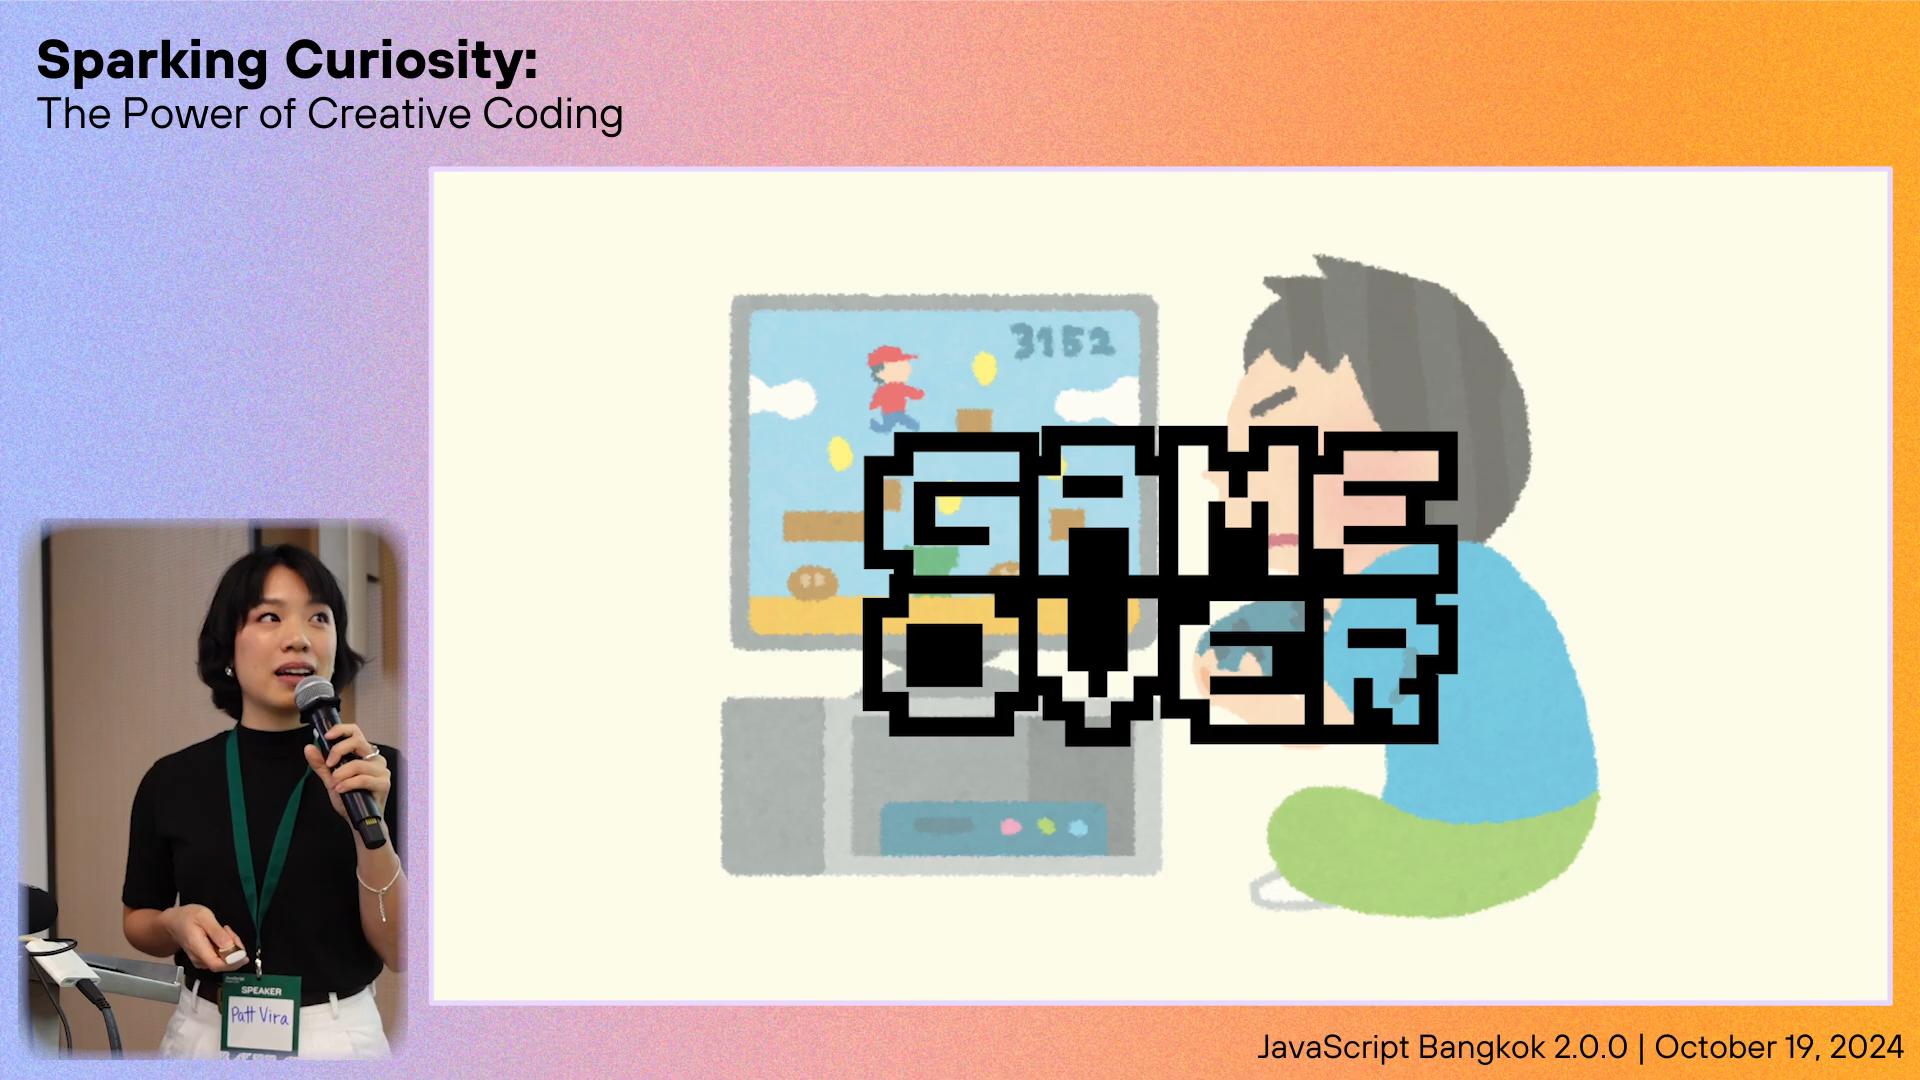 Sparking Curiosity:
The Power of Creative Coding
3152
GAME
OVER
SPEAKER
Patt Vira
JavaScript Bangkok 2.0.0 | October 19, 2024